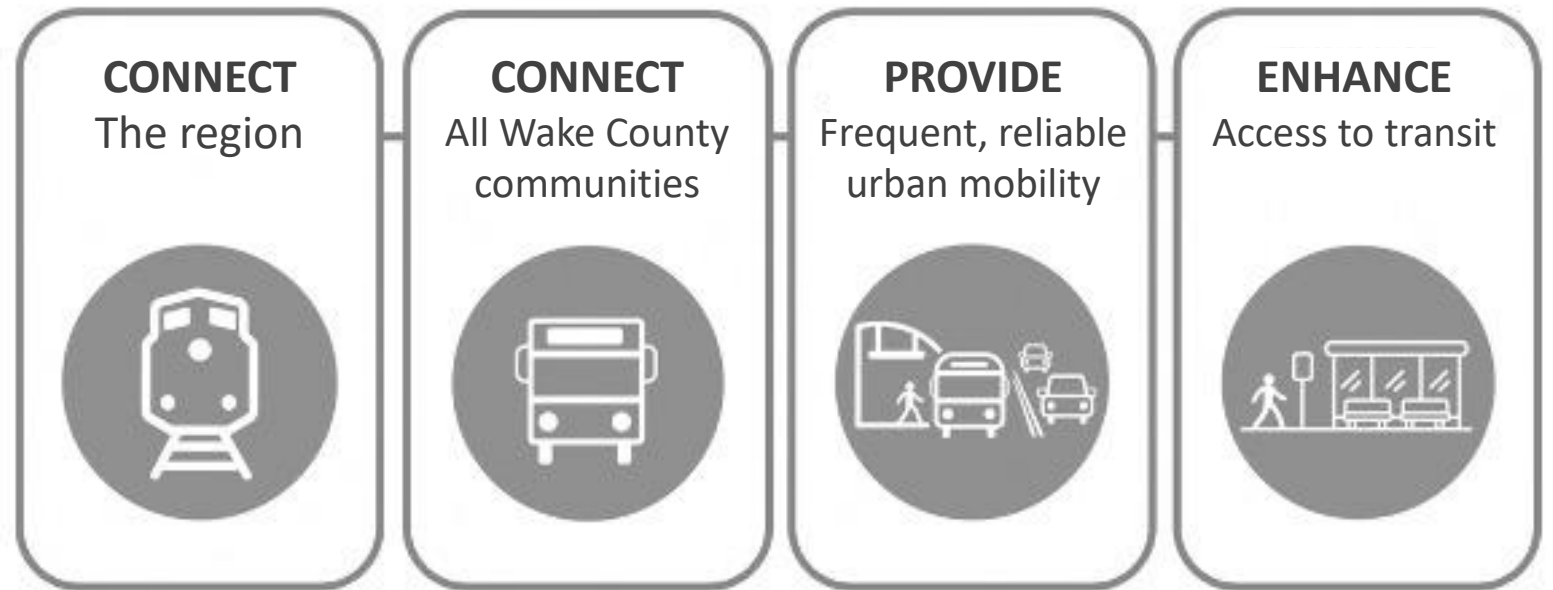 CONNECT
The region
CONNECT
All Wake County
communities
PROVIDE
Frequent, reliable
urban mobility
ENHANCE
Access to transit